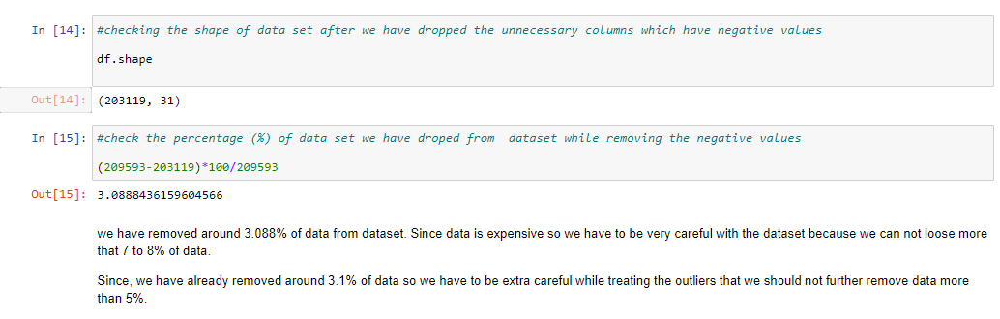 In [14]: #checking the shape of data set after we have dropped the unnecessary columns which have negative values
df.shape
Out[14]: (203119, 31)
In [15]: #check the percentage (%) of data set we have droped from  dataset while removing the negative values
(209593-203119)*100/209593
Out[15]: 3.0888436159604566
we have removed around 3.088% of data from dataset. Since data is expensive so we have to be very careful with the dataset because we can not loose more
that 7 to 8% of data.
Since, we have already removed around 3.1% of data so we have to be extra careful while treating the outliers that we should not further remove data more
than 5%.